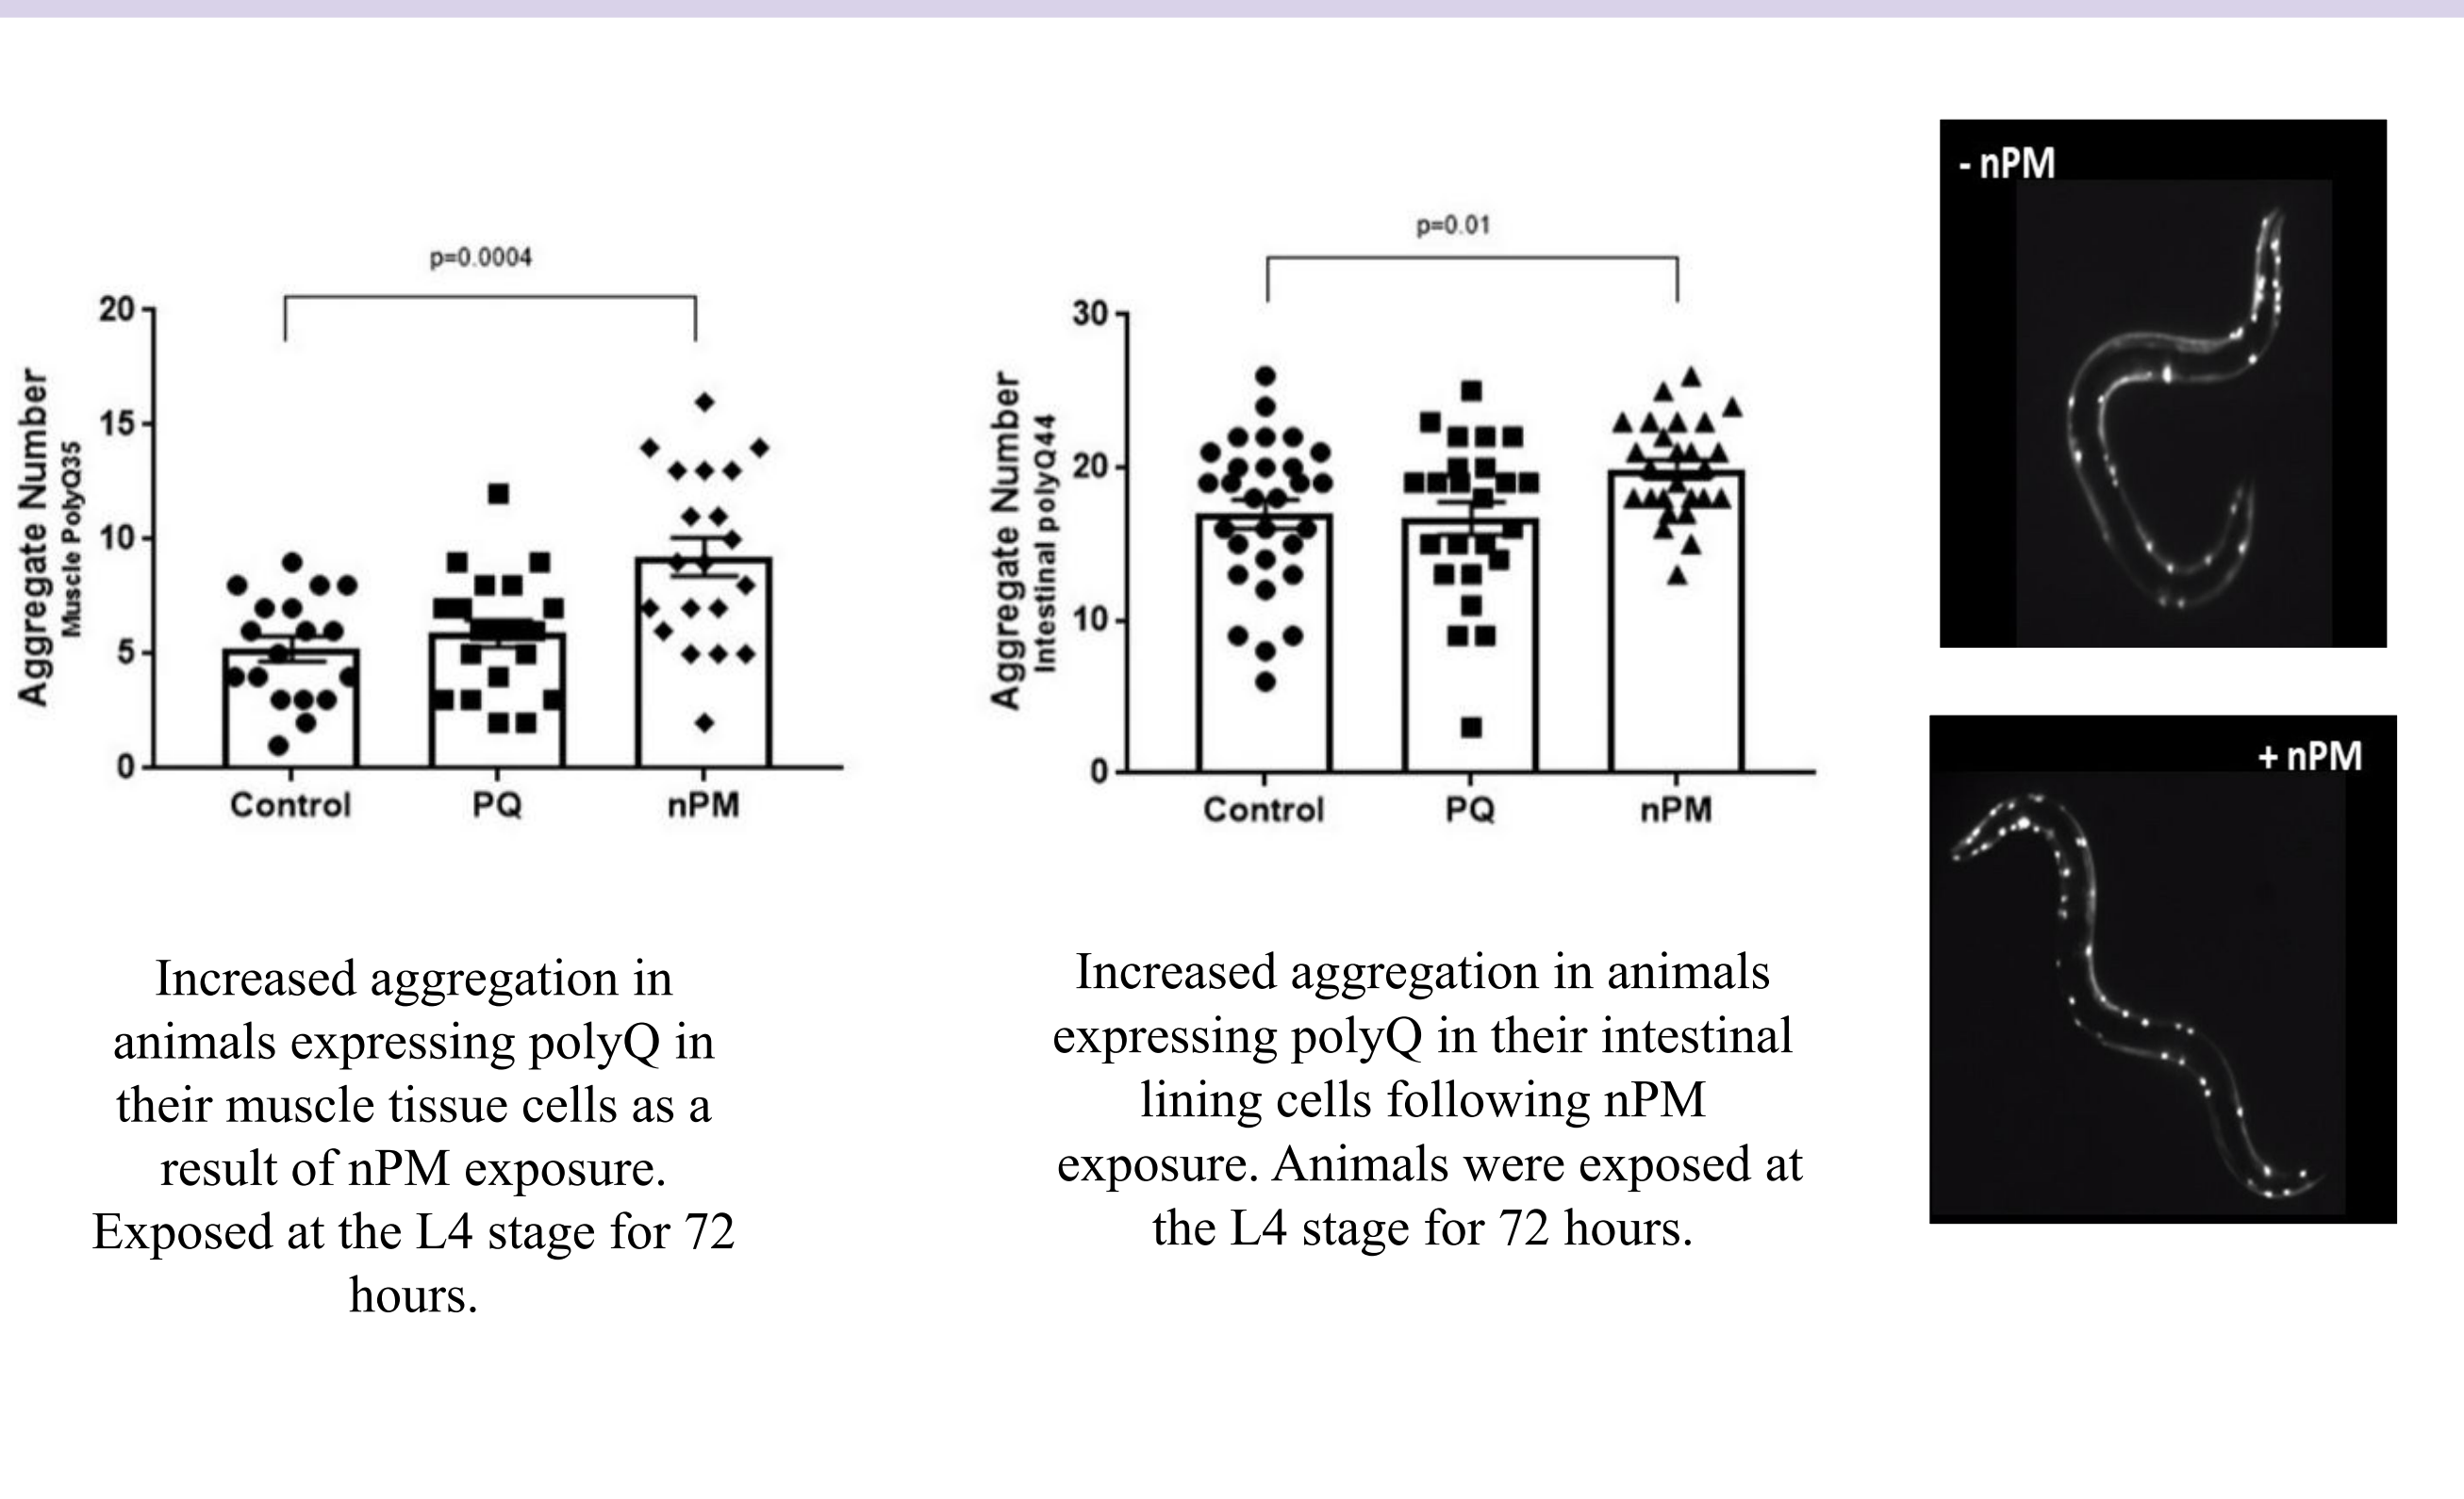 p=0.0004
20
15
10
5
0
Aggregate Number
Muscle PolyQ35
Control
PQ
nPM
Increased aggregation in
animals expressing polyQ in
their muscle tissue cells as a
result of nPM exposure.
Exposed at the L4 stage for 72
hours.
p=0.01
30
20
10
0
Aggregate Number
Intestinal polyQ44
Control
PQ
nPM
Increased aggregation in animals
expressing polyQ in their intestinal
lining cells following nPM
exposure. Animals were exposed at
the L4 stage for 72 hours.
- nPM
+ nPM